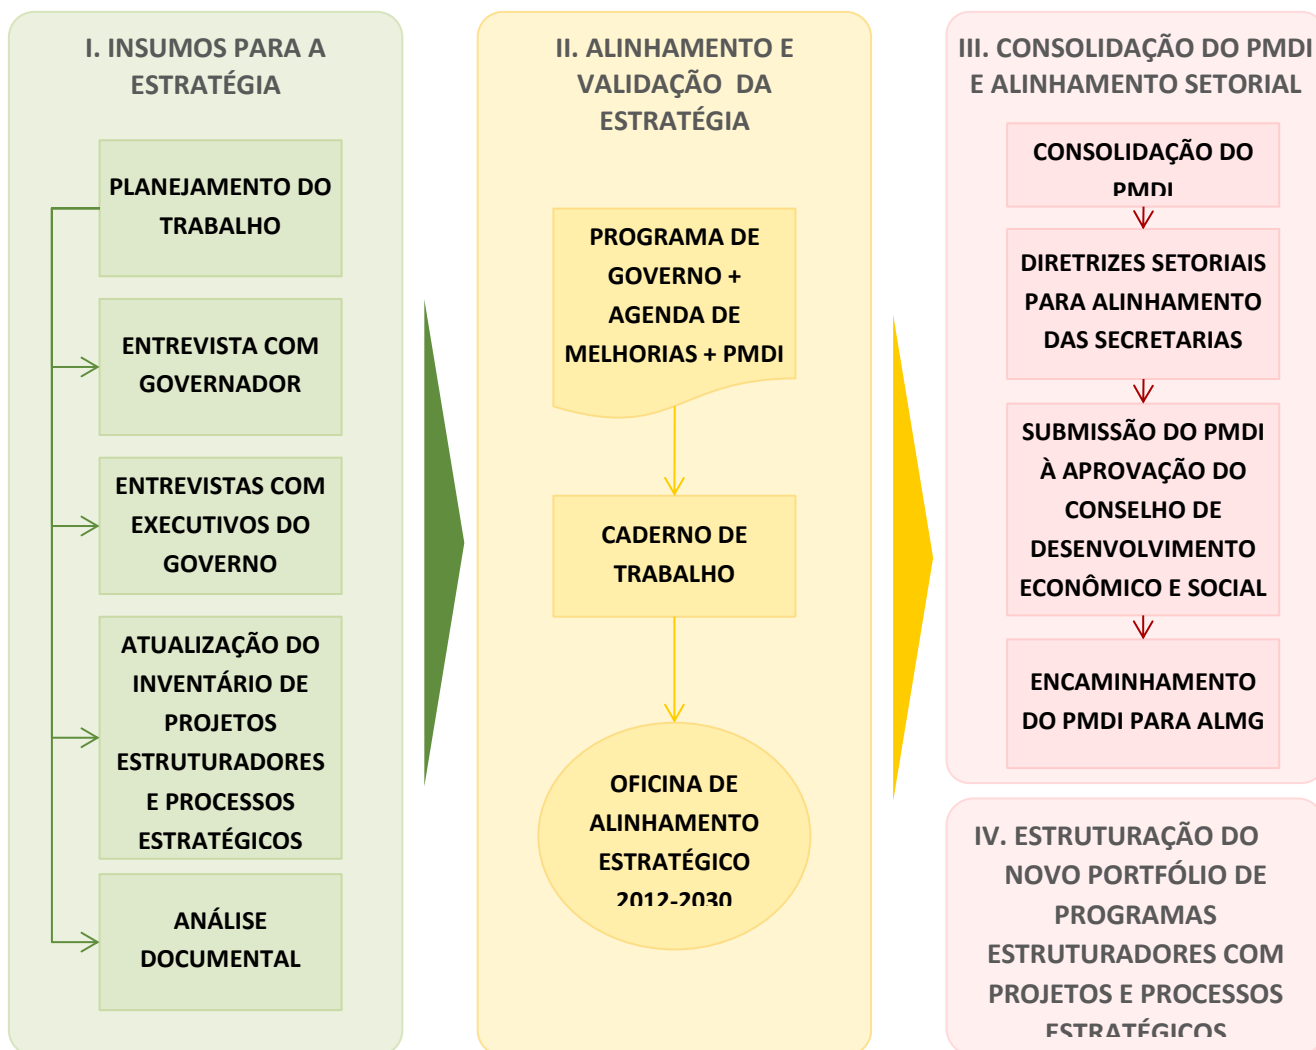 I. INSUMOS PARA A
ESTRATÉGIA
PLANEJAMENTO DO
TRABALHO
ENTREVISTA COM
GOVERNADOR
ENTREVISTAS COM
EXECUTIVOS DO
GOVERNO
ATUALIZAÇÃO DO
INVENTÁRIO DE
PROJETOS
ESTRUTURADORES
E PROCESSOS
ESTRATÉGICOS
ANÁLISE
DOCUMENTAL
II. ALINHAMENTO E
VALIDAÇÃO DA
ESTRATÉGIA
PROGRAMA DE
GOVERNO +
AGENDA DE
MELHORIAS + PMDI
CADERNO DE
TRABALHO
OFICINA DE
ALINHAMENTO
ESTRATÉGICO
2012-2030
III. CONSOLIDAÇÃO DO PMDI
E ALINHAMENTO SETORIAL
CONSOLIDAÇÃO DO
PMDI
DIRETRIZES SETORIAIS
PARA ALINHAMENTO
DAS SECRETARIAS
SUBMISSÃO DO PMDI
À APROVAÇÃO DO
CONSELHO DE
DESENVOLVIMENTO
ECONÔMICO E SOCIAL
ENCAMINHAMENTO
DO PMDI PARA ALMG
IV. ESTRUTURAÇÃO DO
NOVO PORTFÓLIO DE
PROGRAMAS
ESTRUTURADORES COM
PROJETOS E PROCESSOS
ESTRATÉGICOS